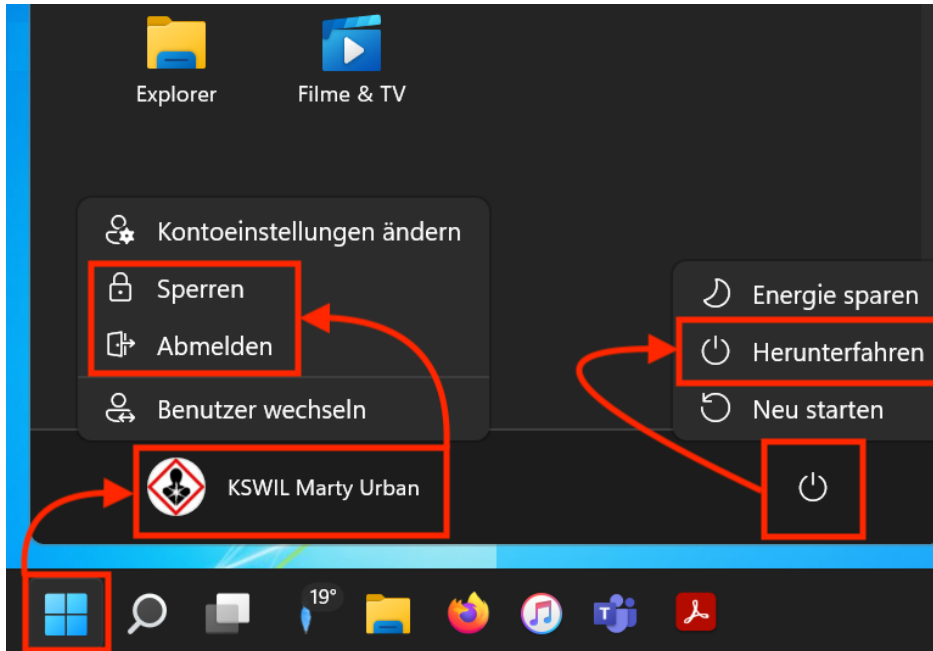 Explorer
Filme & TV
Kontoeinstellungen ändern
Sperren
Abmelden
Benutzer wechseln
Energie sparen
Herunterfahren
Neu starten
KSWIL Marty Urban
19°